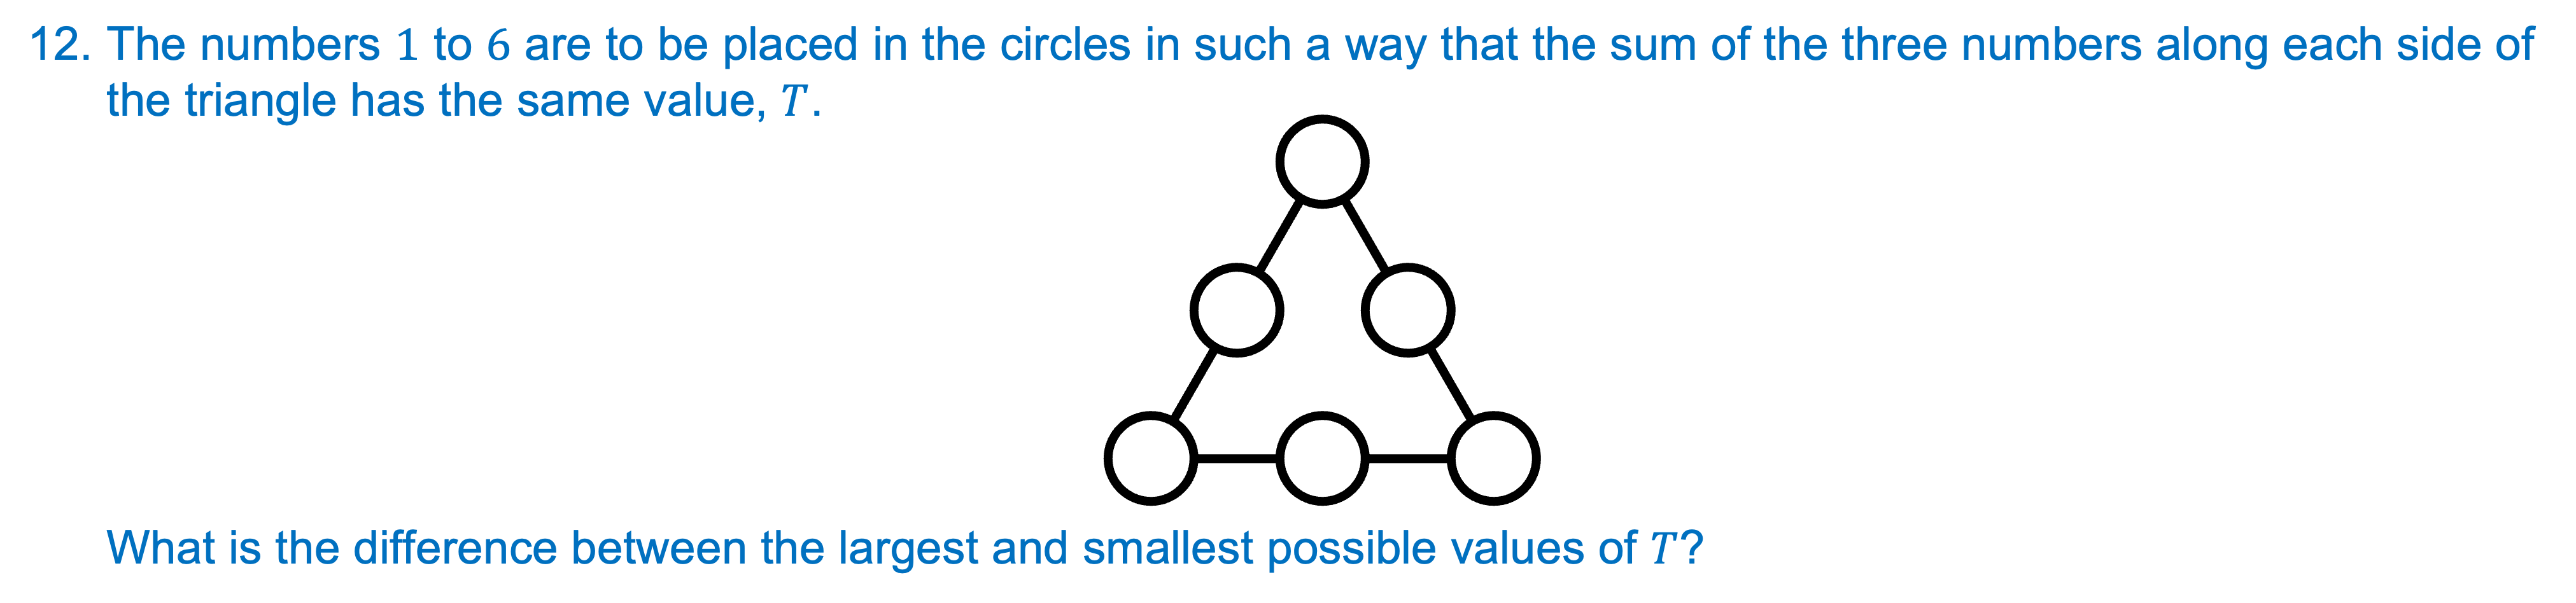 12. The numbers 1 to 6 are to be placed in the circles in such a way that the sum of the three numbers along each side of
the triangle has the same value, T.
What is the difference between the largest and smallest possible values of T?